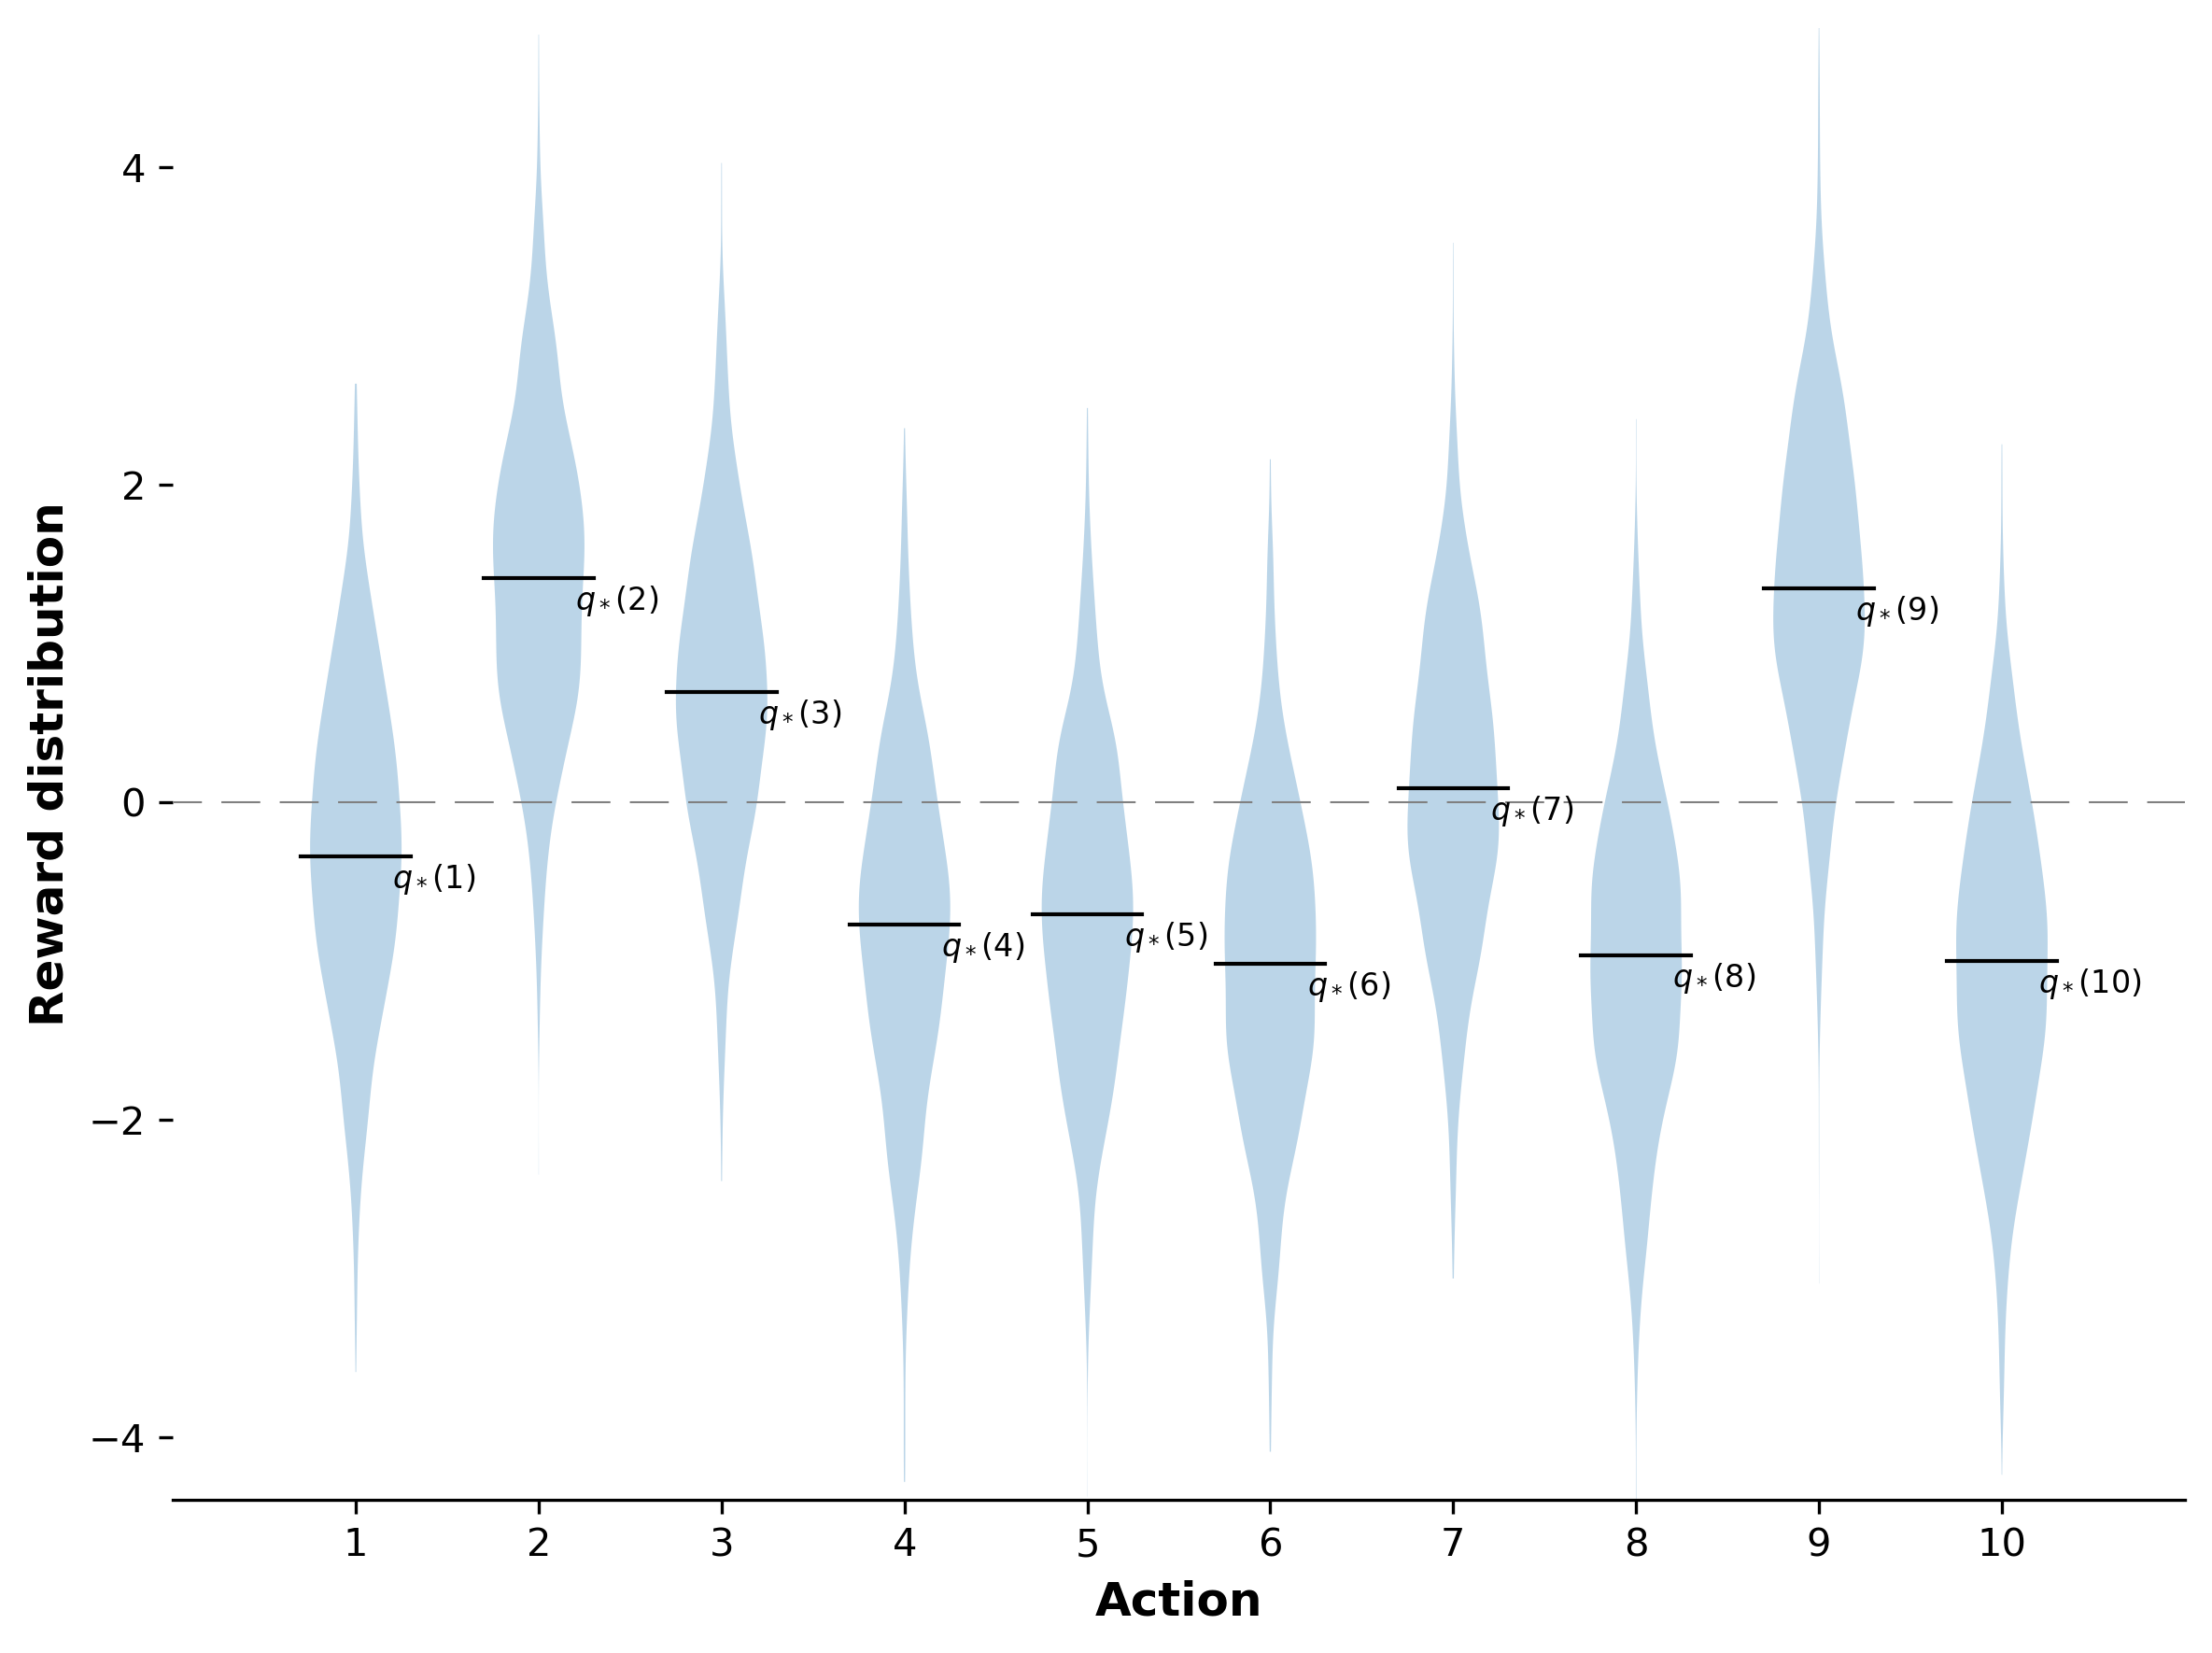 Reward distribution
4
2
0
−2
−4
q*(1)
q*(2)
q*(3)
q*(4)
q*(5)
q*(6)
q*(7)
q*(8)
q*(9)
q*(10)
1 2 3 4 5 6 7 8 9 10
Action